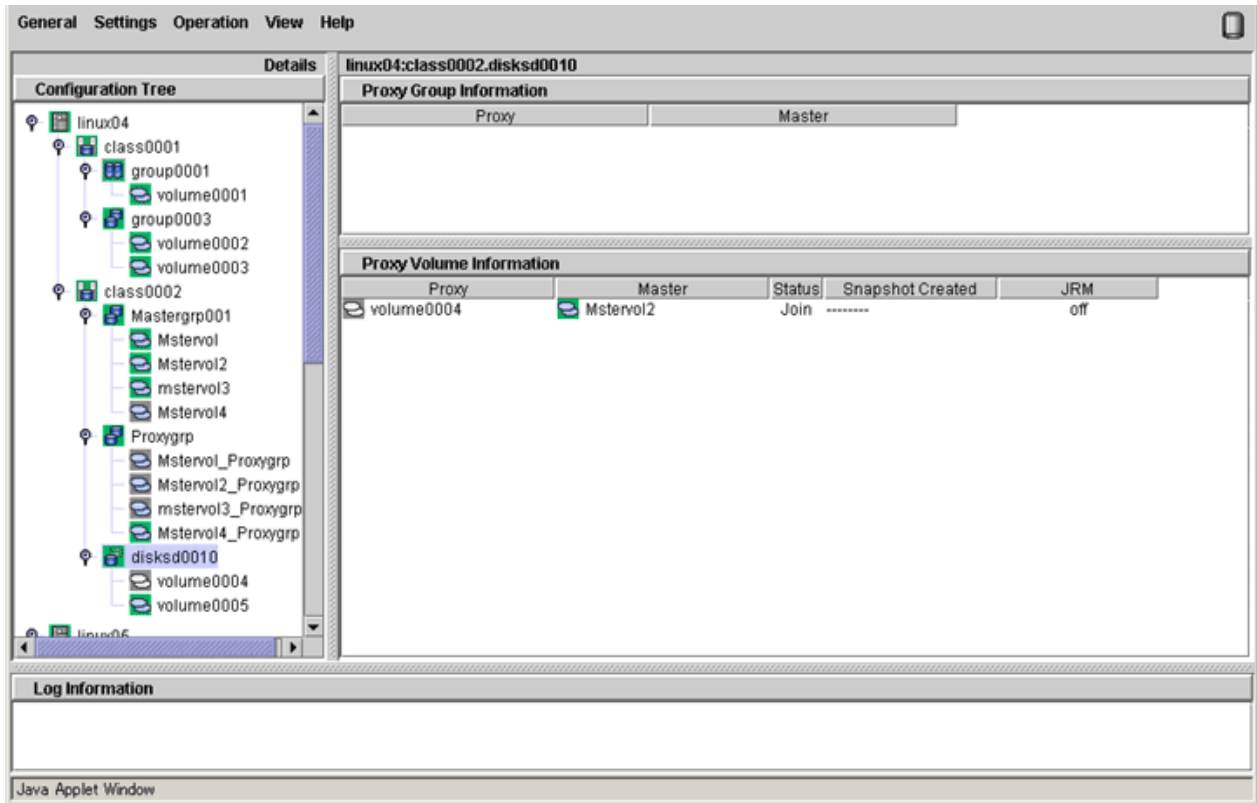 General Settings Operation View Help
Details
Configuration Tree
linux04
class0001
group0001
volume0001
group0003
volume0002
volume0003
class0002
Mastergrp001
Mstervol
Mstervol2
mstervol3
Mstervol4
Proxygrp
Mstervol_Proxygrp
Mstervol2_Proxygrp
mstervol3_Proxygrp
Mstervol4_Proxygrp
disksd0010
volume0004
volume0005
linux04:class0002.disksd0010
Proxy Group Information
Proxy Master
Proxy Volume Information
Proxy Master Status Snapshot Created JRM
volume0004 Mstervol2 Join -------- off
Log Information
Java Applet Window